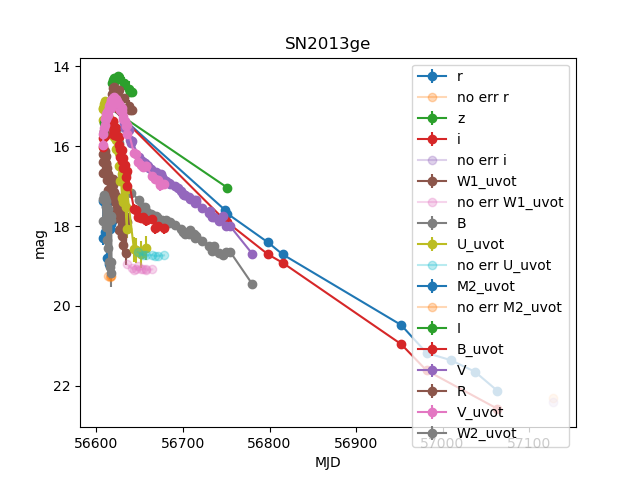 SN2013ge
14
16
18
20
22
mag
56600
56700
56800
56900
57000
57100
MJD
r
no err r
z
i
no err i
W1_uvot
no err W1_uvot
B
U_uvot
no err U_uvot
M2_uvot
no err M2_uvot
I
B_uvot
V
R
V_uvot
W2_uvot